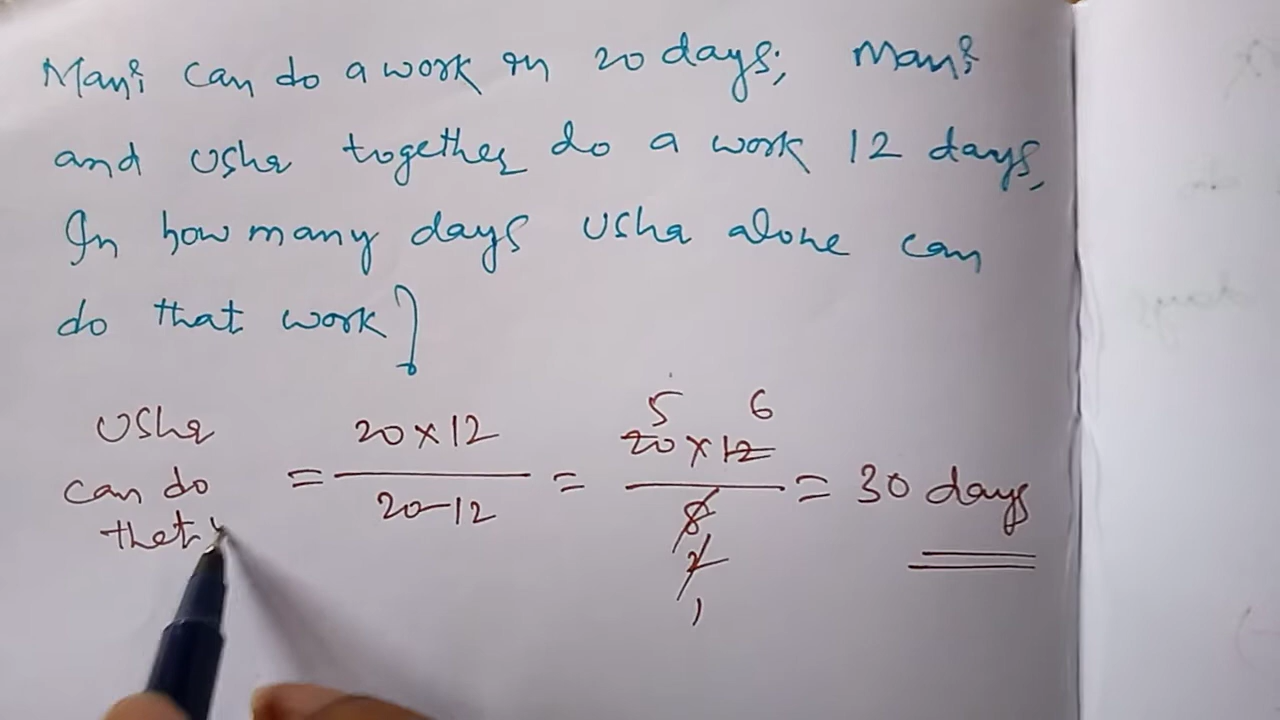 Mani can do a work in 20 days; Mani
and Usha together do a work 12 days,
In how many days Usha alone can
do that work?
Usha
can do
that
= 20×12 / 20-12 = 20×12 / 8 = 30 days
5 6
2
1